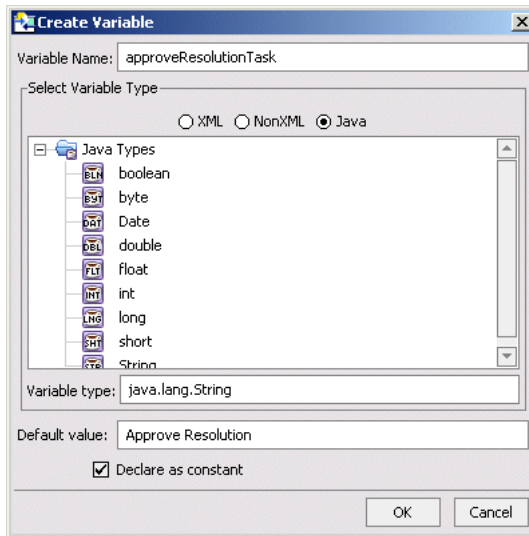 Create Variable
Variable Name: approveResolutionTask
Select Variable Type
XML NonXML Java
Java Types
BLN boolean
BYT byte
DAT Date
DBL double
FLT float
INT int
LNG long
SHT short
STR String
Variable type: java.lang.String
Default value: Approve Resolution
Declare as constant
OK Cancel